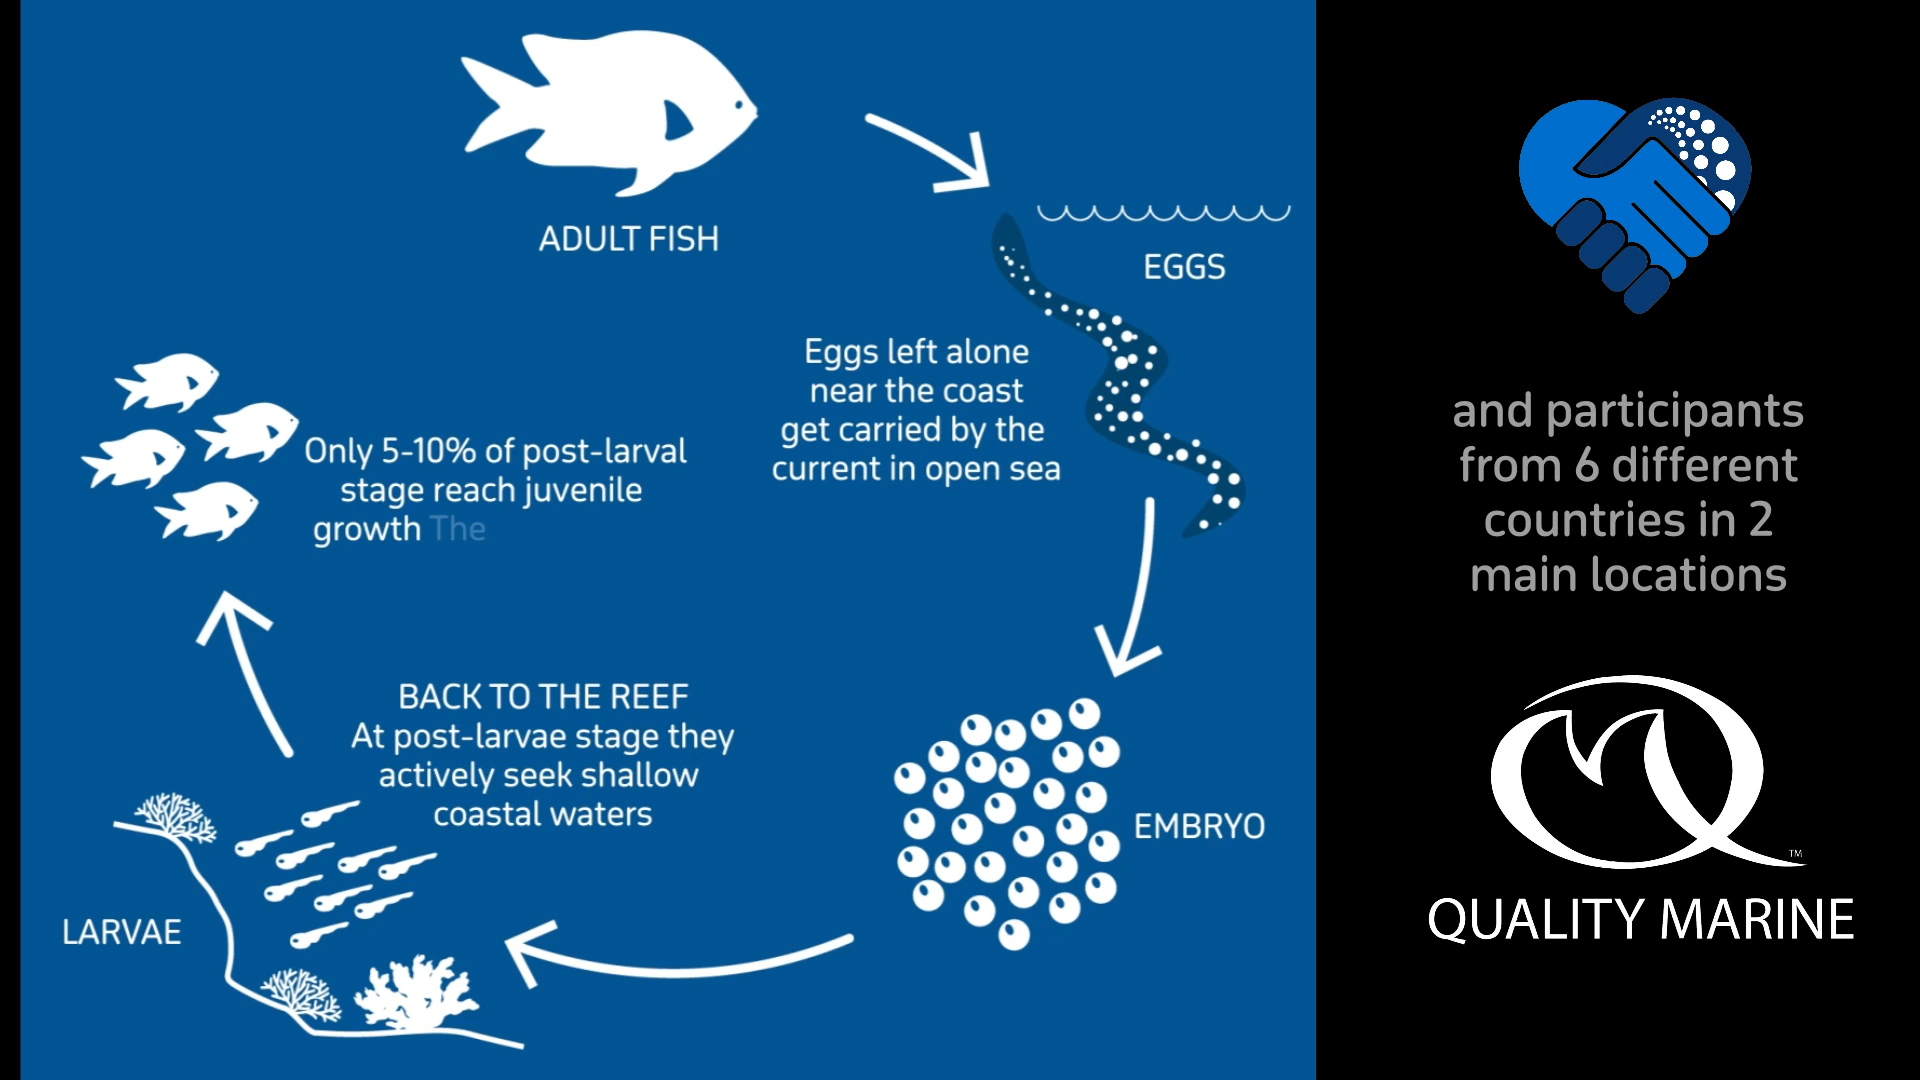 ADULT FISH
EGGS
Eggs left alone
near the coast
get carried by the
current in open sea
EMBRYO
BACK TO THE REEF
At post-larvae stage they
actively seek shallow
coastal waters
LARVAE
Only 5-10% of post-larval
stage reach juvenile
growth The
and participants
from 6 different
countries in 2
main locations
TM
QUALITY MARINE